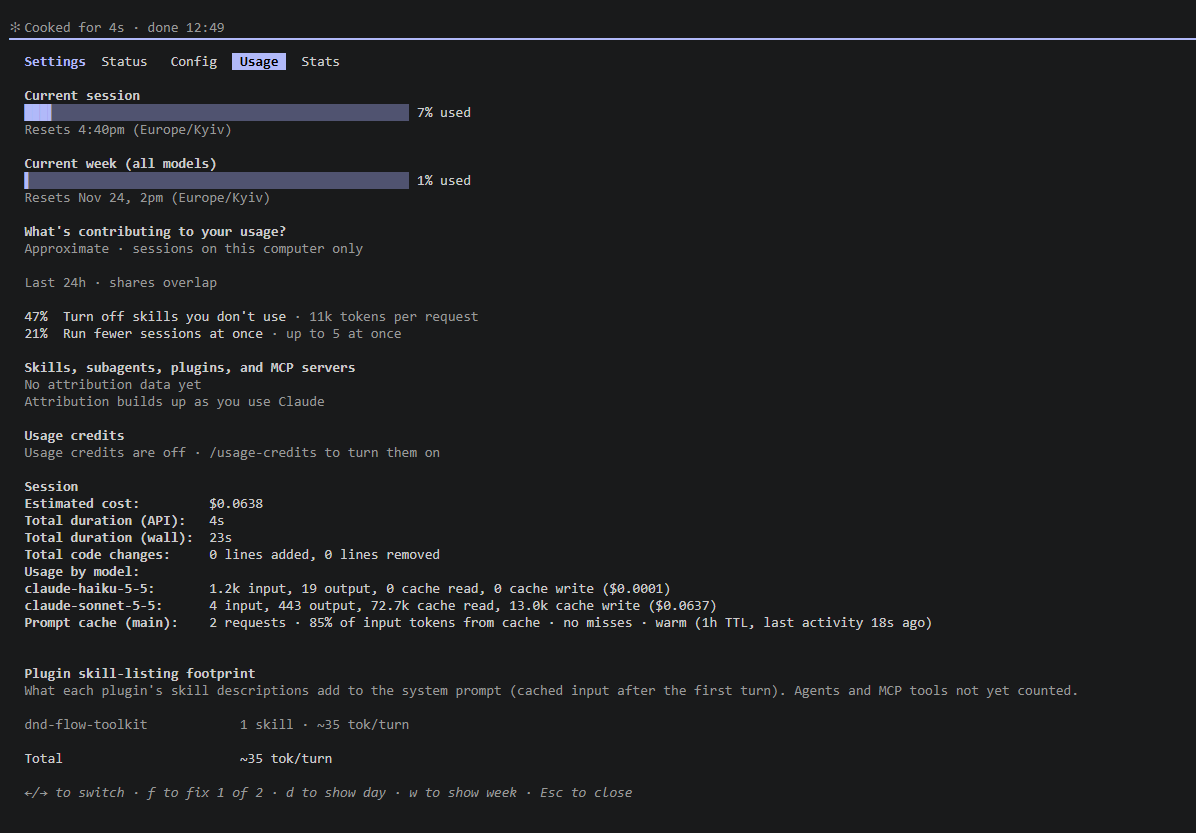 ✻ Cooked for 4s · done 12:49
Settings Status Config Usage Stats
Current session
7% used
Resets 4:40pm (Europe/Kyiv)
Current week (all models)
1% used
Resets Nov 24, 2pm (Europe/Kyiv)
What's contributing to your usage?
Approximate · sessions on this computer only
Last 24h · shares overlap
47% Turn off skills you don't use · 11k tokens per request
21% Run fewer sessions at once · up to 5 at once
Skills, subagents, plugins, and MCP servers
No attribution data yet
Attribution builds up as you use Claude
Usage credits
Usage credits are off · /usage-credits to turn them on
Session
Estimated cost: $0.0638
Total duration (API): 4s
Total duration (wall): 23s
Total code changes: 0 lines added, 0 lines removed
Usage by model:
claude-haiku-5-5: 1.2k input, 19 output, 0 cache read, 0 cache write ($0.0001)
claude-sonnet-5-5: 4 input, 443 output, 72.7k cache read, 13.0k cache write ($0.0637)
Prompt cache (main): 2 requests · 85% of input tokens from cache · no misses · warm (1h TTL, last activity 18s ago)
Plugin skill-listing footprint
What each plugin's skill descriptions add to the system prompt (cached input after the first turn). Agents and MCP tools not yet counted.
dnd-flow-toolkit 1 skill · ~35 tok/turn
Total ~35 tok/turn
←/→ to switch · f to fix 1 of 2 · d to show day · w to show week · Esc to close